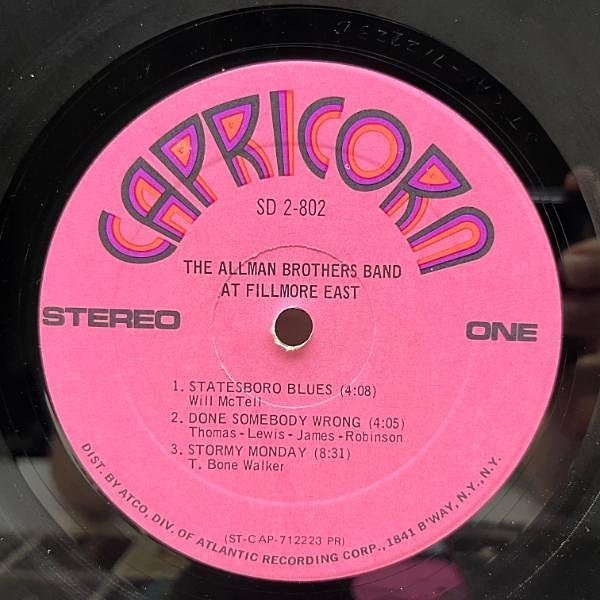 CAPRICORN
SD 2-802
THE ALLMAN BROTHERS BAND
AT FILLMORE EAST
STEREO
ONE
1. STATESBORO BLUES (4:08)
Will McTell
2. DONE SOMEBODY WRONG (4:05)
Thomas - Lewis - James - Robinson
3. STORMY MONDAY (8:31)
T. Bone Walker
(ST-CAP-712223 PR)
DIST. BY ATCO, DIV. OF ATLANTIC RECORDING CORP., 1841 B'WAY, N.Y., N.Y.